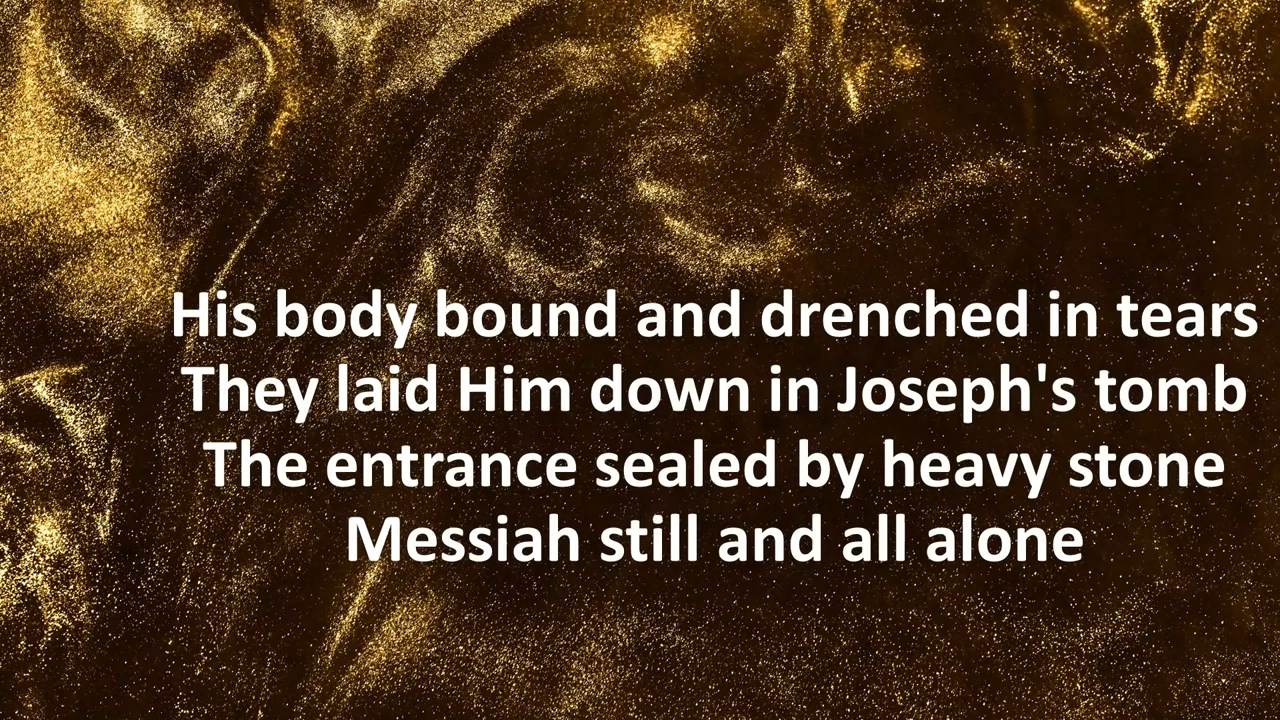 His body bound and drenched in tears
They laid Him down in Joseph's tomb
The entrance sealed by heavy stone
Messiah still and all alone